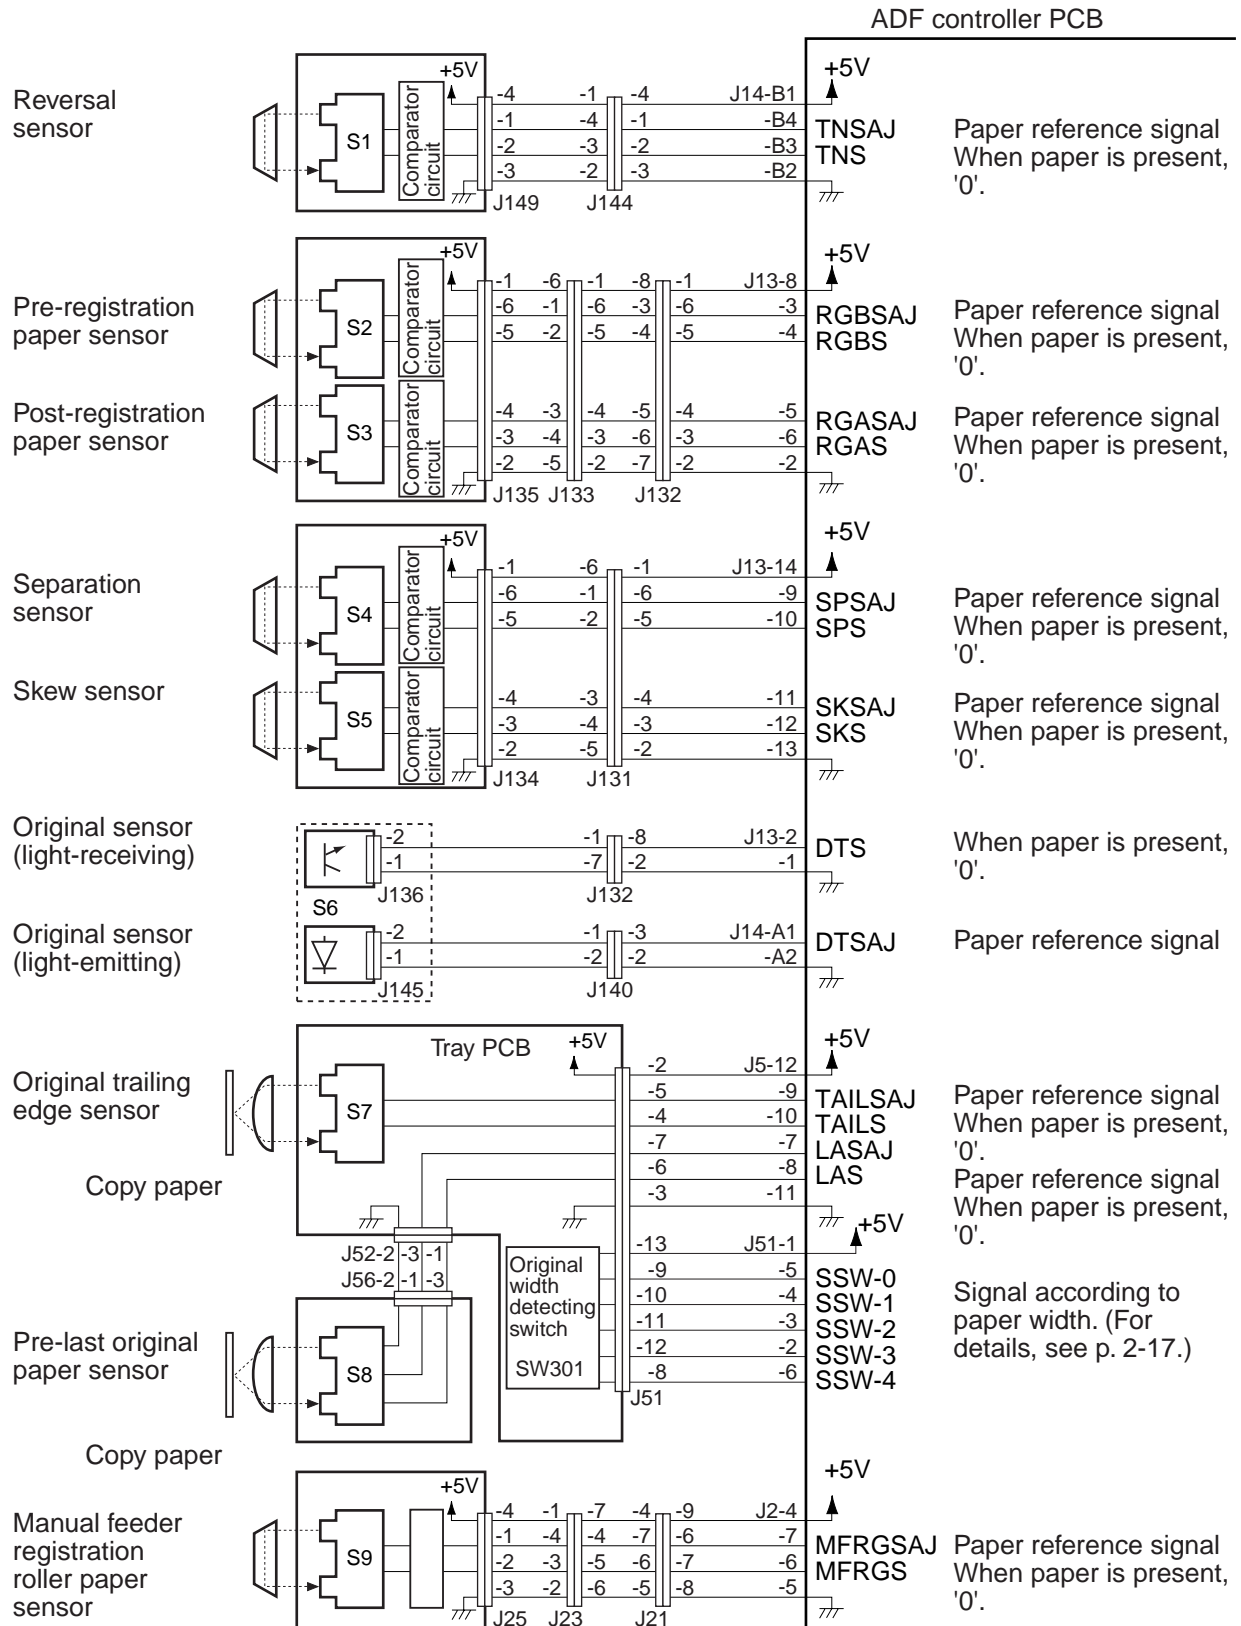 ADF controller PCB
Reversal
sensor
S1
Comparator
circuit
+5V
-4 -1 -4 J14-B1
-1 -4 -1 -B4
-2 -3 -2 -B3
-3 -2 -3 -B2
J149 J144
+5V
TNSAJ
TNS
Paper reference signal
When paper is present,
'0'.
Pre-registration
paper sensor
S2
Comparator
circuit
+5V
-1 -6 -1 -8 -1 J13-8
-6 -1 -6 -3 -6 -3
-5 -2 -5 -4 -5 -4
+5V
RGBSAJ
RGBS
Paper reference signal
When paper is present,
'0'.
Post-registration
paper sensor
S3
Comparator
circuit
-4 -3 -4 -5 -4 -5
-3 -4 -3 -6 -3 -6
-2 -5 -2 -7 -2 -2
J135 J133 J132
RGASAJ
RGAS
Paper reference signal
When paper is present,
'0'.
Separation
sensor
S4
Comparator
circuit
+5V
-1 -6 -1 J13-14
-6 -1 -6 -9
-5 -2 -5 -10
+5V
SPSAJ
SPS
Paper reference signal
When paper is present,
'0'.
Skew sensor
S5
Comparator
circuit
-4 -3 -4 -11
-3 -4 -3 -12
-2 -5 -2 -13
J134 J131
SKSAJ
SKS
Paper reference signal
When paper is present,
'0'.
Original sensor
(light-receiving)
-2 -1 -8 J13-2
-1 -7 -2 -1
J136 J132
S6
DTS
When paper is present,
'0'.
Original sensor
(light-emitting)
-2 -1 -3 J14-A1
-1 -2 -2 -A2
J145 J140
DTSAJ
Paper reference signal
Tray PCB
+5V
Original trailing
edge sensor
S7
Copy paper
-2 J5-12
-5 -9
-4 -10
-7 -7
-6 -8
-3 -11
+5V
TAILSAJ
TAILS
LASAJ
LAS
Paper reference signal
When paper is present,
'0'.
Paper reference signal
When paper is present,
'0'.
J52-2 -3 -1
J56-2 -1 -3
Pre-last original
paper sensor
S8
Copy paper
Original
width
detecting
switch
SW301
-13 J51-1
-9 -5
-10 -4
-11 -3
-12 -2
-8 -6
J51
+5V
SSW-0
SSW-1
SSW-2
SSW-3
SSW-4
Signal according to
paper width. (For
details, see p. 2-17.)
Manual feeder
registration
roller paper
sensor
S9
+5V
-4 -1 -7 -4 -9 J2-4
-1 -4 -4 -7 -6 -7
-2 -3 -5 -6 -7 -6
-3 -2 -6 -5 -8 -5
J25 J23 J21
+5V
MFRGSAJ
MFRGS
Paper reference signal
When paper is present,
'0'.